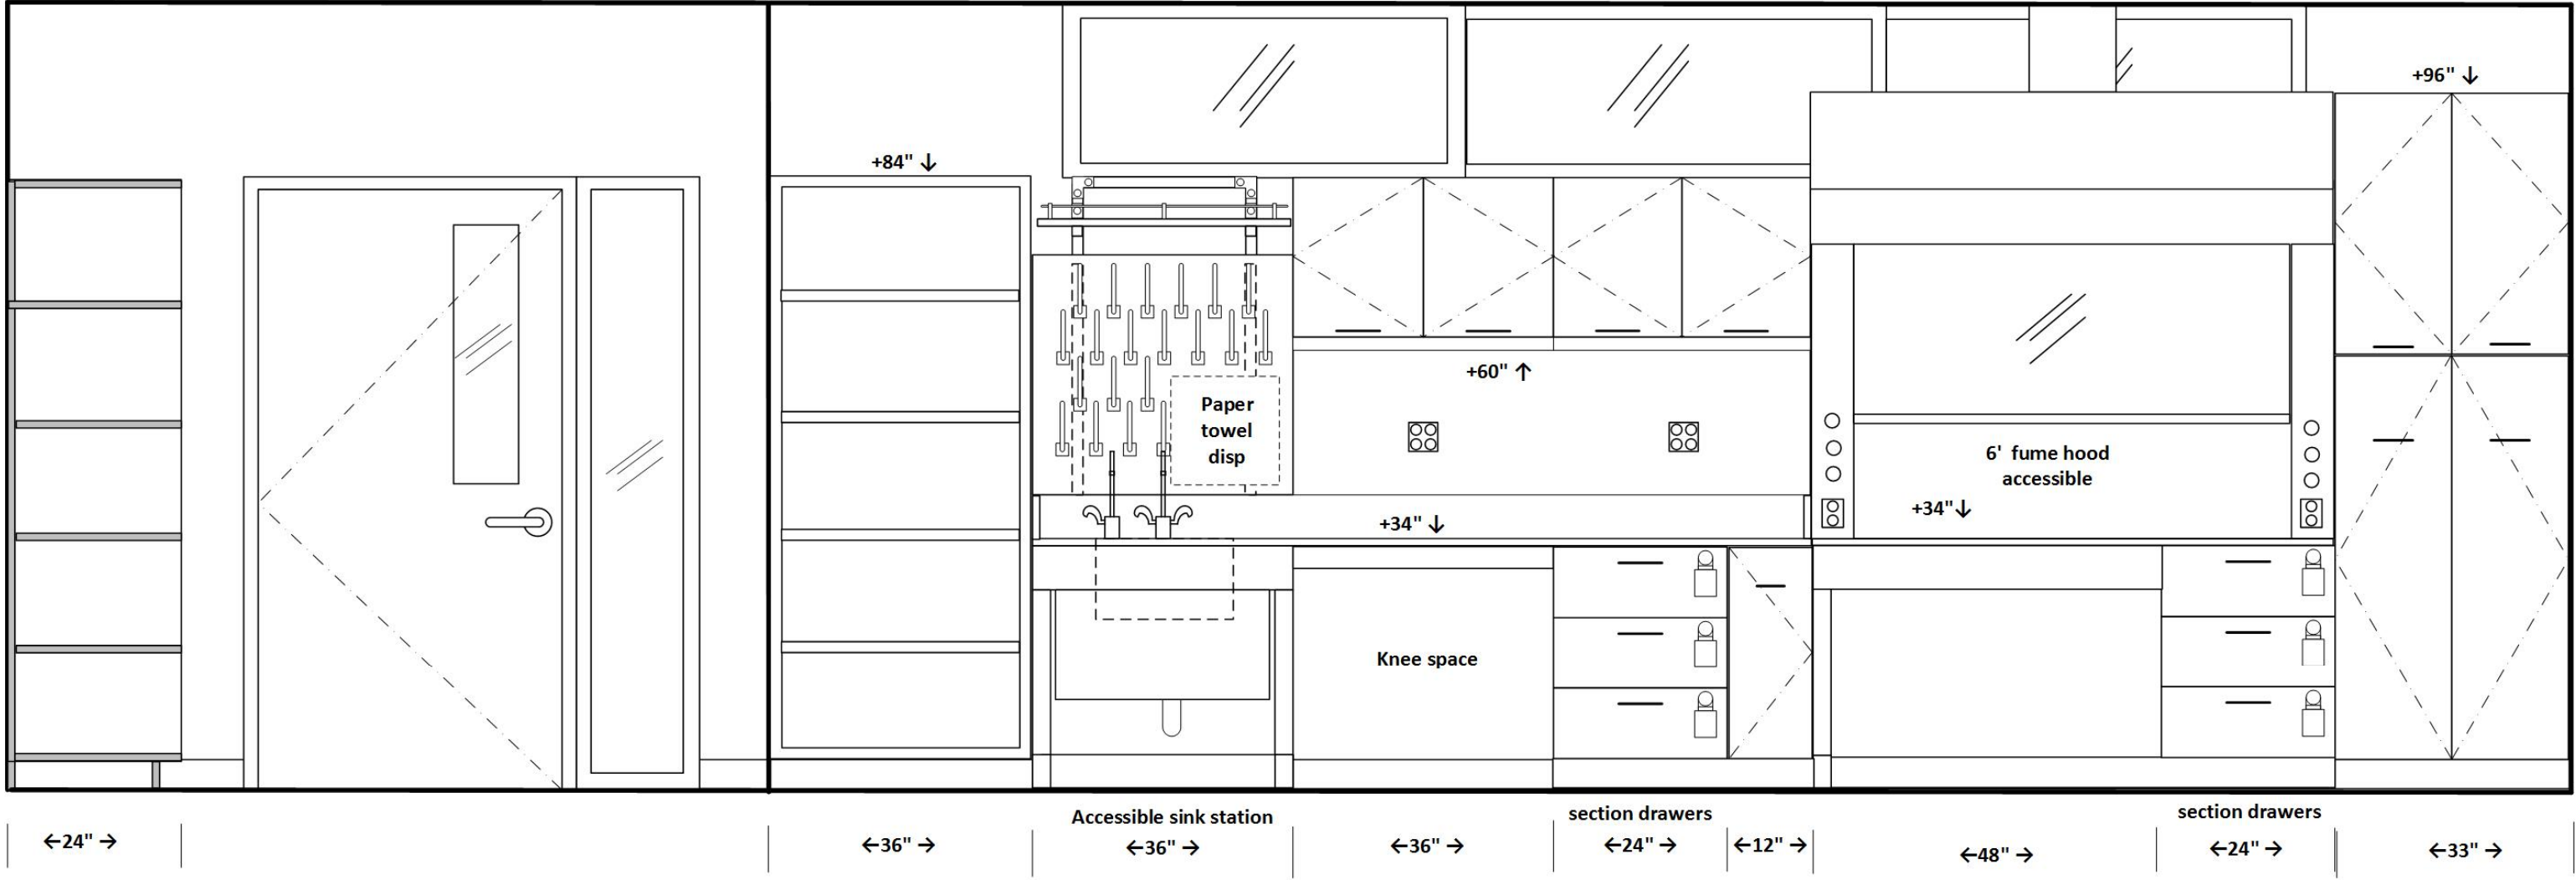 +96" ↓
+84" ↓
+60" ↑
Paper
towel
disp
6' fume hood
accessible
+34" ↓
+34"↓
Knee space
Accessible sink station
section drawers
section drawers
←24" →
←36" →
←36" →
←36" →
←24" →
←12" →
←48" →
←24" →
←33" →